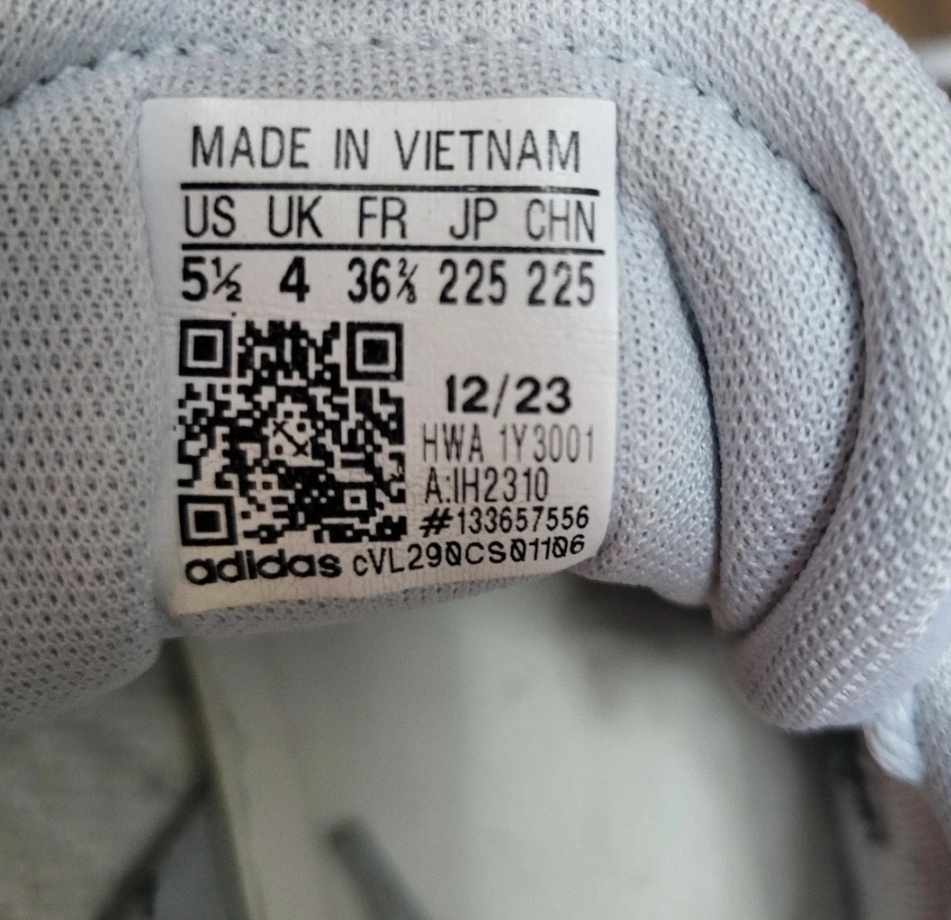 MADE IN VIETNAM
US UK FR JP CHN
5½ 4 36⅔ 225 225
12/23
HWA 1Y3001
A:IH2310
#133657556
adidas cVL290CS01106